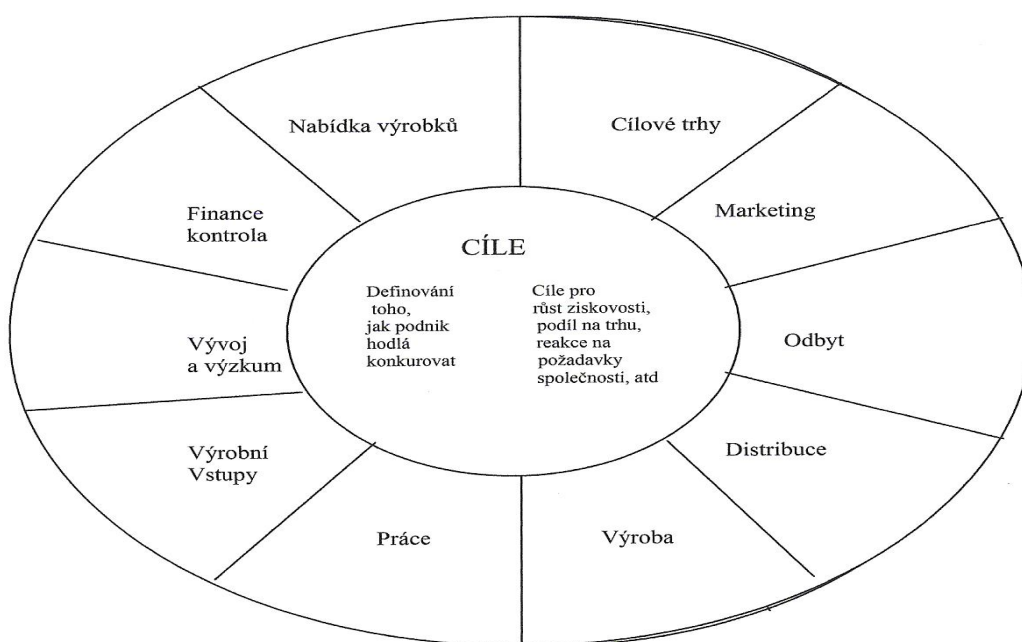 Nabídka výrobků
Cílové trhy
Marketing
Odbyt
Distribuce
Výroba
Práce
Výrobní
Vstupy
Vývoj
a výzkum
Finance
kontrola
CÍLE
Definování
toho,
jak podnik
hodlá
konkurovat
Cíle pro
růst ziskovosti,
podíl na trhu,
reakce na
požadavky
společnosti, atd